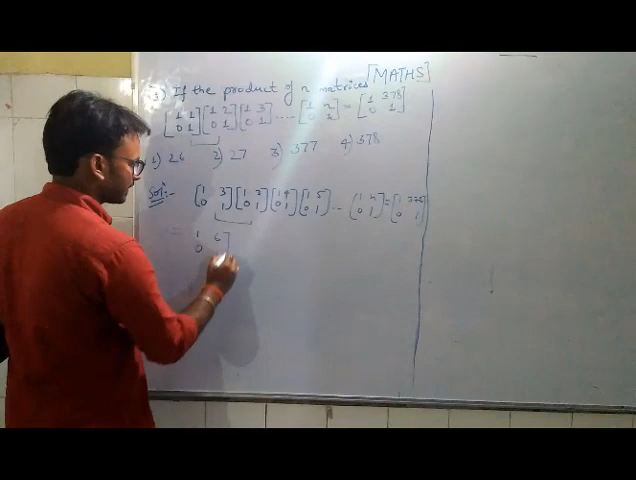 [MATHS]
3) If the product of n matrices
[1 1 0 1] [1 2 0 1] [1 3 0 1] .... [1 n 0 1] = [1 378 0 1]
1) 26 2) 27 3) 377 4) 378
Sol:- [1 3 0 1] [1 3 0 1] [1 4 0 1] [1 5 0 1] ... [1 n 0 1] = [1 378 0 1]
1 6 ]
0